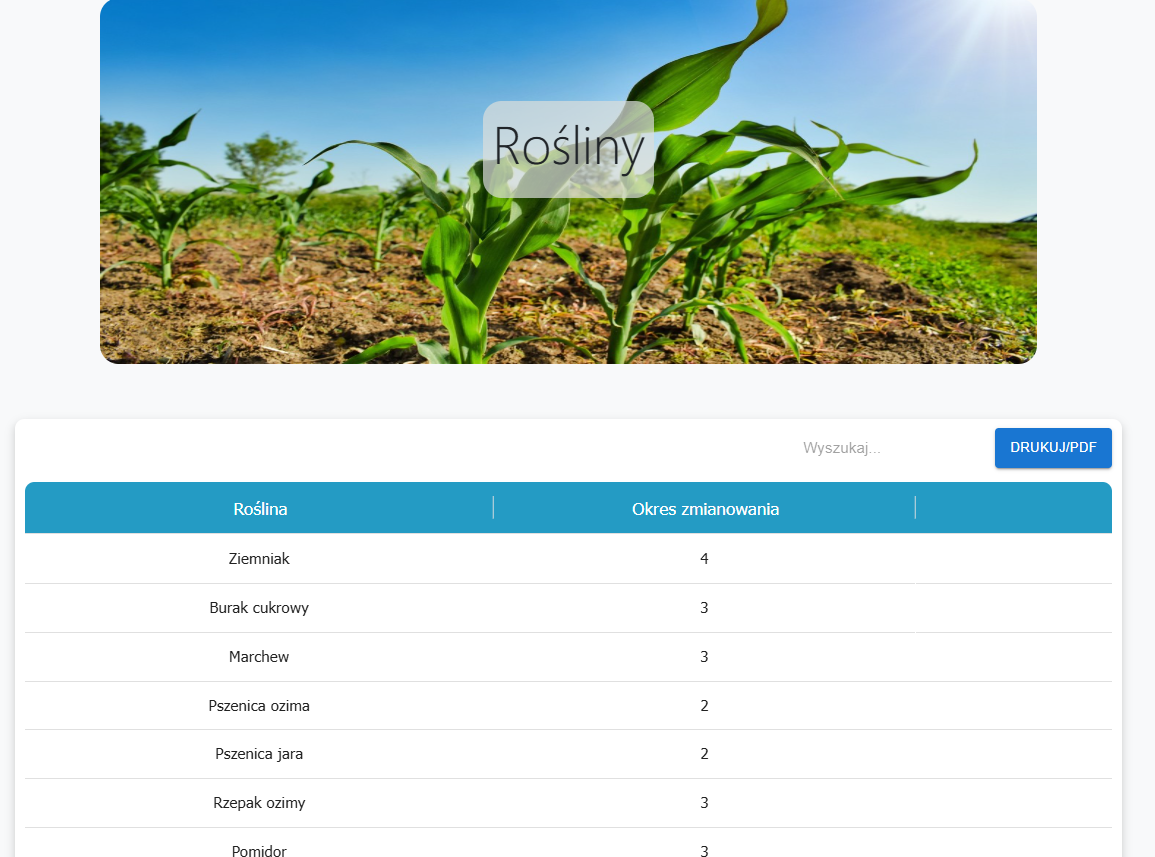 Rośliny
Wyszukaj...
DRUKUJ/PDF
Roślina Okres zmianowania
Ziemniak 4
Burak cukrowy 3
Marchew 3
Pszenica ozima 2
Pszenica jara 2
Rzepak ozimy 3
Pomidor 3